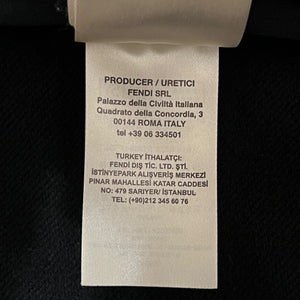 PRODUCER / URETICI
FENDI SRL
Palazzo della Civiltà Italiana
Quadrato della Concordia, 3
00144 ROMA ITALY
tel +39 06 334501
TURKEY İTHALATÇI:
FENDI DIŞ TİC. LTD. ŞTİ.
İSTİNYEPARK ALIŞVERİŞ MERKEZİ
PINAR MAHALLESİ KATAR CADDESİ
NO: 479 SARIYER/ İSTANBUL
TEL: (+90)212 345 60 76